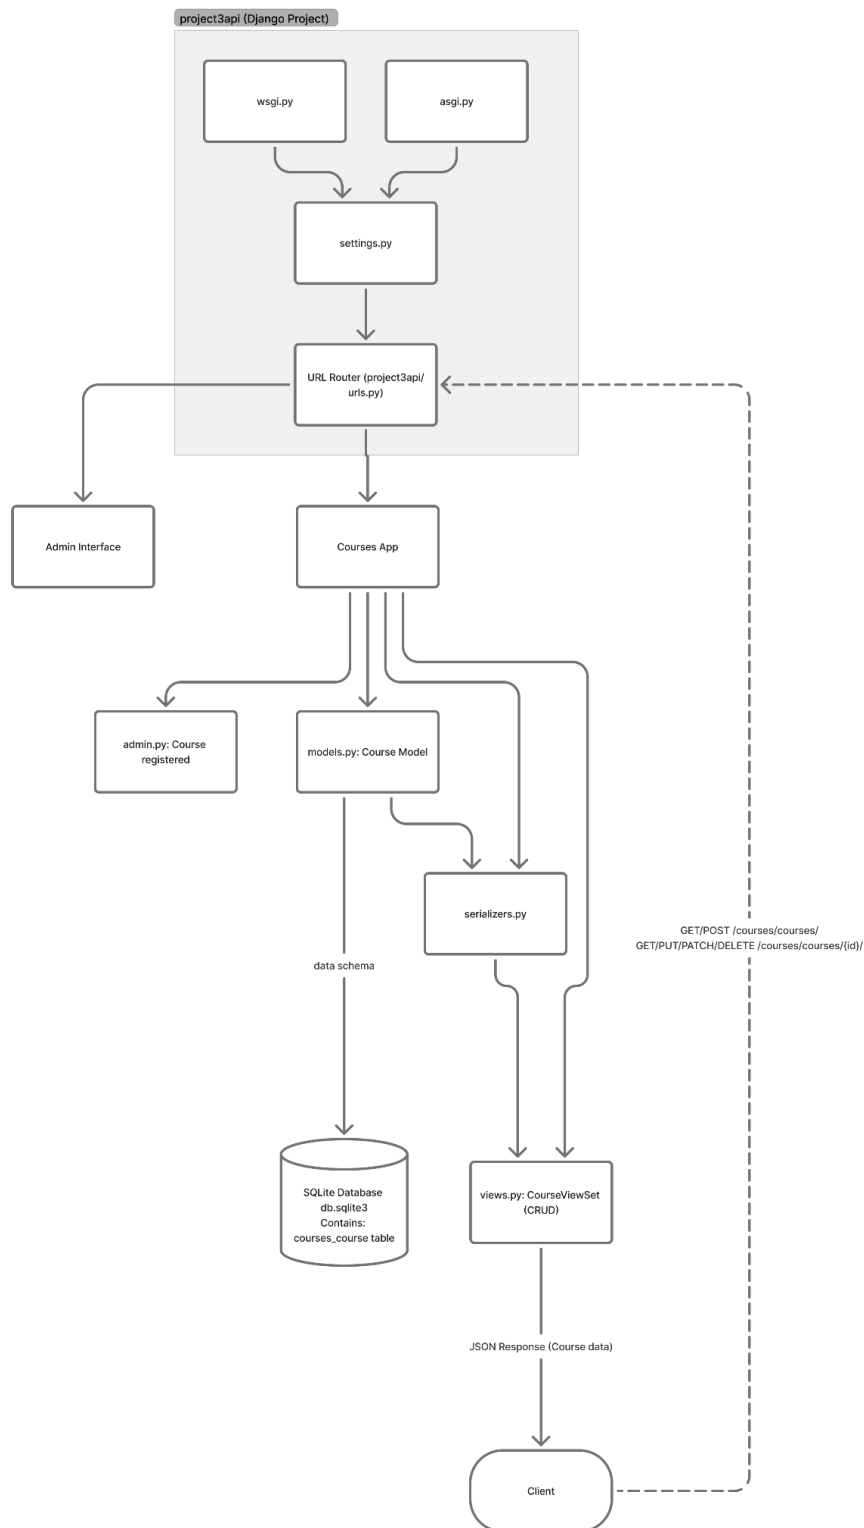 project3api (Django Project)
wsgi.py
asgi.py
settings.py
URL Router (project3api/
urls.py)
Admin Interface
Courses App
admin.py: Course
registered
models.py: Course Model
serializers.py
GET/POST /courses/courses/
GET/PUT/PATCH/DELETE /courses/courses/{id}/
data schema
SQLite Database
db.sqlite3
Contains:
courses_course table
views.py: CourseViewSet
(CRUD)
JSON Response (Course data)
Client